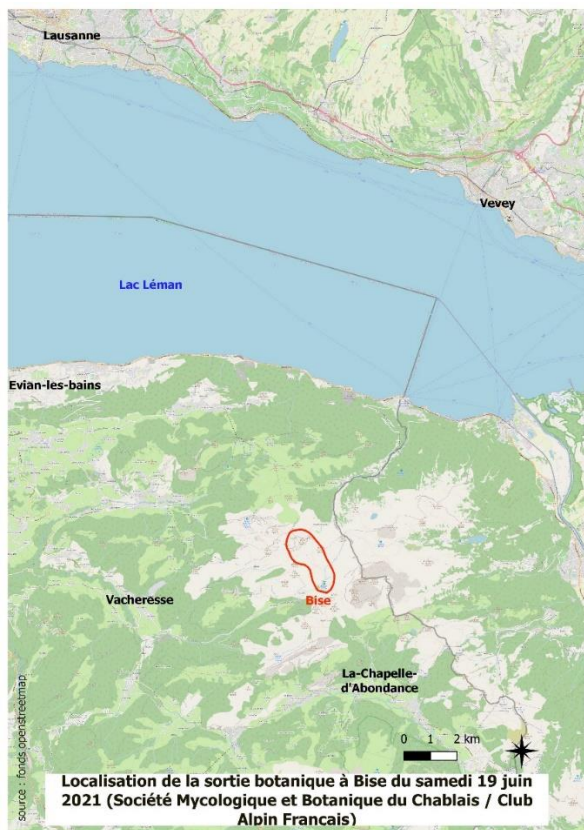 Lausanne
Vevey
Lac Léman
Evian-les-bains
Bise
Vacheresse
La-Chapelle-
d'Abondance
0 1 2 km
source : fonds openstreetmap
Localisation de la sortie botanique à Bise du samedi 19 juin
2021 (Société Mycologique et Botanique du Chablais / Club
Alpin Francais)